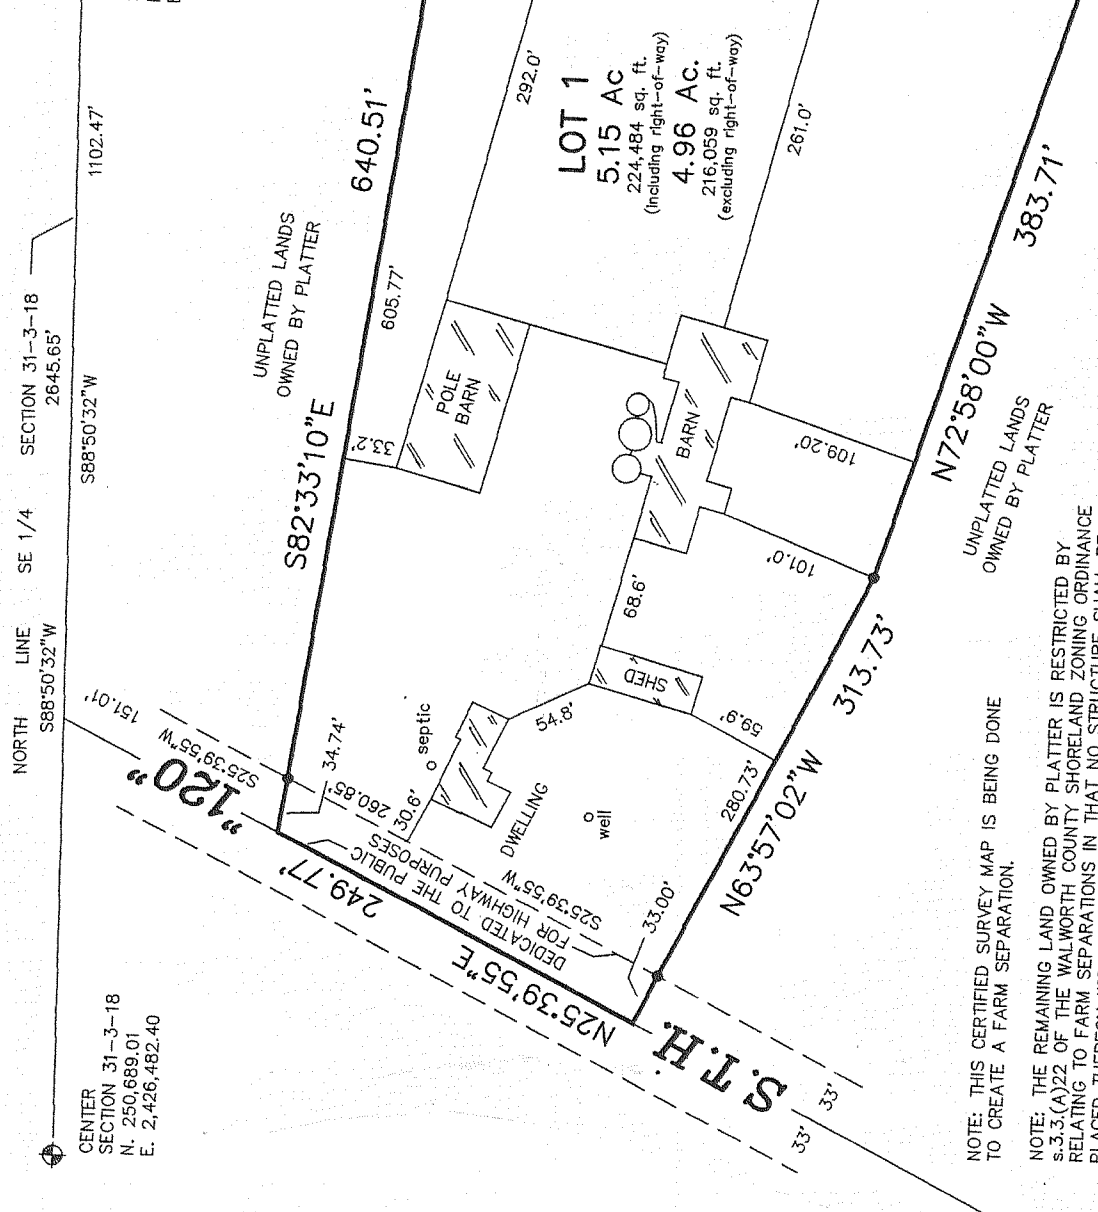 NORTH LINE SE 1/4 SECTION 31-3-18
S88°50'32"W
2645.65'
S88°50'32"W
1102.47'
CENTER
SECTION 31-3-18
N. 250,689.01
E. 2,426,482.40
151.01'
S25°39'55"W
"120"
S.T.H.
33'
33'
S82°33'10"E
640.51'
605.77'
34.74'
UNPLATTED LANDS
OWNED BY PLATTER
33.2'
POLE
BARN
292.0'
LOT 1
5.15 Ac
224,484 sq. ft.
(including right-of-way)
4.96 Ac.
216,059 sq. ft.
(excluding right-of-way)
261.0'
260.85'
30.6'
septic
DWELLING
well
54.8'
SHED
68.6'
BARN
109.20'
101.0'
59.9'
249.77'
N25°39'55"E
DEDICATED TO THE PUBLIC
FOR HIGHWAY PURPOSES
S25°39'55"W
33.00'
280.73'
N63°57'02"W
313.73'
N72°58'00"W
383.71'
UNPLATTED LANDS
OWNED BY PLATTER
NOTE: THIS CERTIFIED SURVEY MAP IS BEING DONE
TO CREATE A FARM SEPARATION.
NOTE: THE REMAINING LAND OWNED BY PLATTER IS RESTRICTED BY
s.3.3.(A)22 OF THE WALWORTH COUNTY SHORELAND ZONING ORDINANCE
RELATING TO FARM SEPARATIONS IN THAT NO STRUCTURE SHALL BE
PLACED THEREON